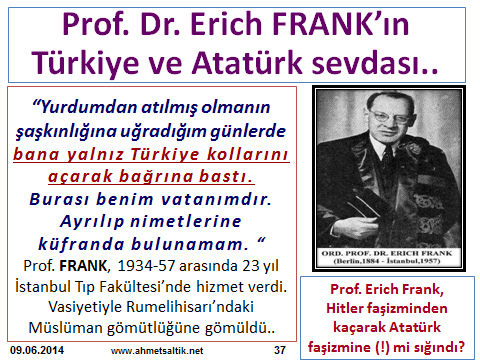 Prof. Dr. Erich FRANK’ın
Türkiye ve Atatürk sevdası..
“Yurdumdan atılmış olmanın
şaşkınlığına uğradığım günlerde
bana yalnız Türkiye kollarını
açarak bağrına bastı.
Burası benim vatanımdır.
Ayrılıp nimetlerine
küfranda bulunamam. “
Prof. FRANK, 1934-57 arasında 23 yıl
İstanbul Tıp Fakültesi’nde hizmet verdi.
Vasiyetiyle Rumelihisarı’ndaki
Müslüman gömütlüğüne gömüldü..
ORD. PROF. DR. ERICH FRANK
(Berlin,1884 - İstanbul,1957)
Prof. Erich Frank,
Hitler faşizminden
kaçarak Atatürk
faşizmine (!) mi sığındı?
09.06.2014 www.ahmetsaltik.net 37